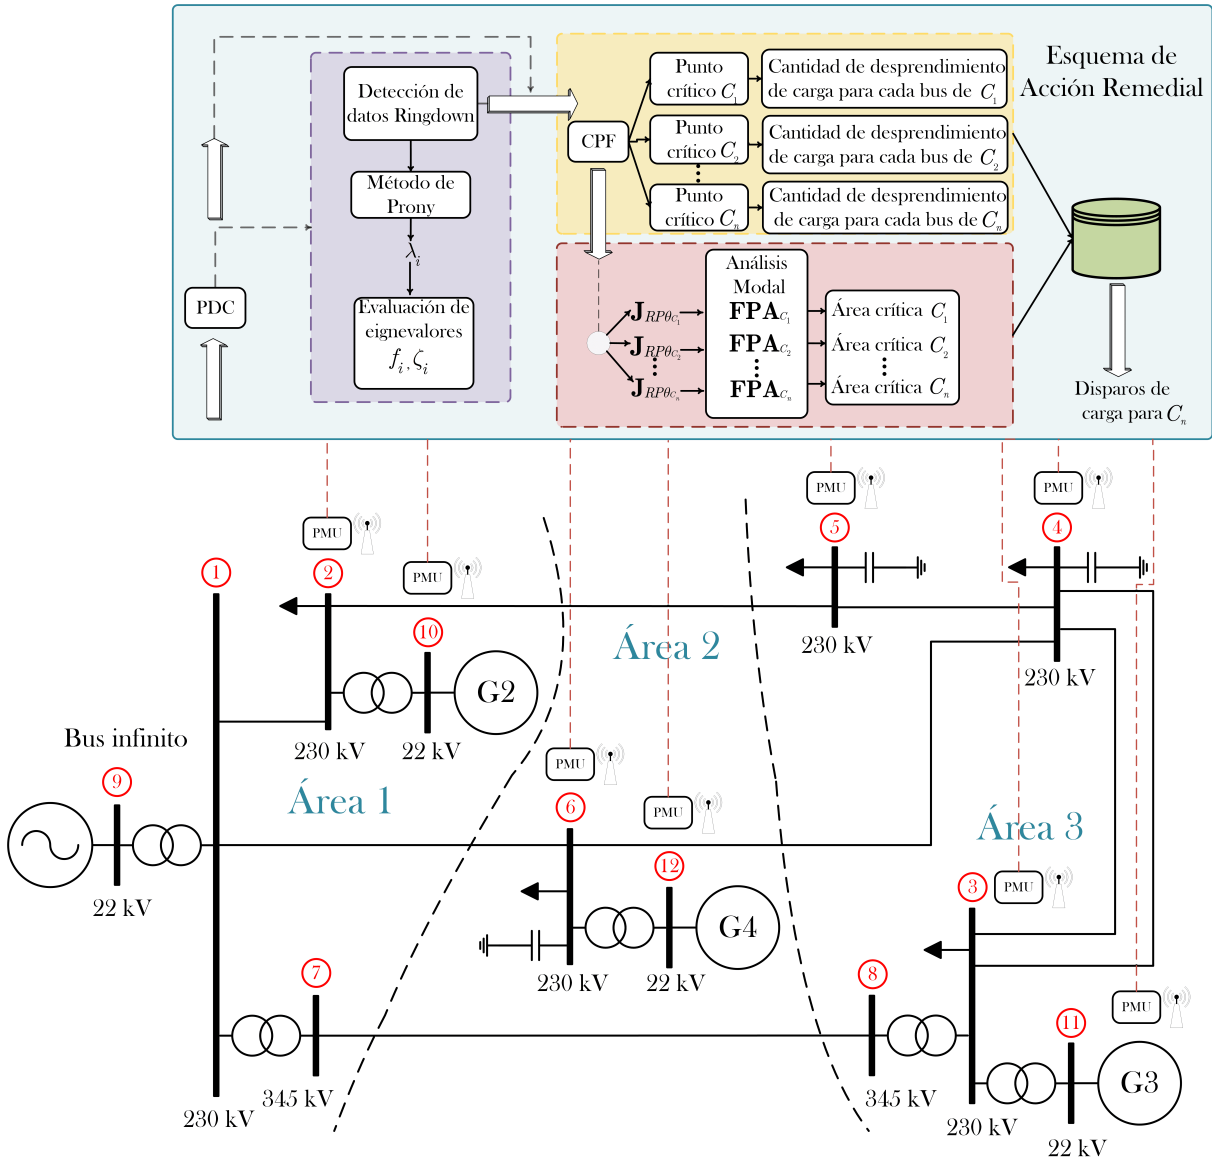 Esquema de
Acción Remedial
Detección de
datos Ringdown
Método de
Prony
λi
Evaluación de
eignevalores
fi, ζi
PDC
CPF
Punto
crítico C1
Cantidad de desprendimiento
de carga para cada bus de C1
Punto
crítico C2
Cantidad de desprendimiento
de carga para cada bus de C2
Punto
crítico Cn
Cantidad de desprendimiento
de carga para cada bus de Cn
Análisis
Modal
JRPθC1
FPAC1
Área crítica C1
JRPθC2
FPAC2
Área crítica C2
JRPθCn
FPACn
Área crítica Cn
Disparos de
carga para Cn
PMU
PMU
PMU
PMU
5
4
1
2
10
G2
230 kV
22 kV
Área 2
230 kV
230 kV
Bus infinito
9
22 kV
Área 1
PMU
6
PMU
12
G4
230 kV
22 kV
Área 3
3
PMU
7
345 kV
230 kV
8
345 kV
PMU
11
G3
230 kV
22 kV